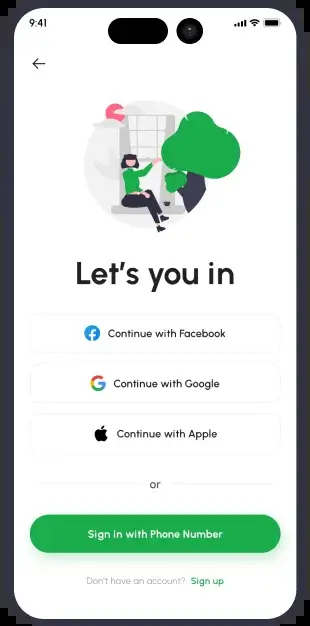 9:41
Let's you in
Continue with Facebook
Continue with Google
Continue with Apple
or
Sign in with Phone Number
Don't have an account? Sign up